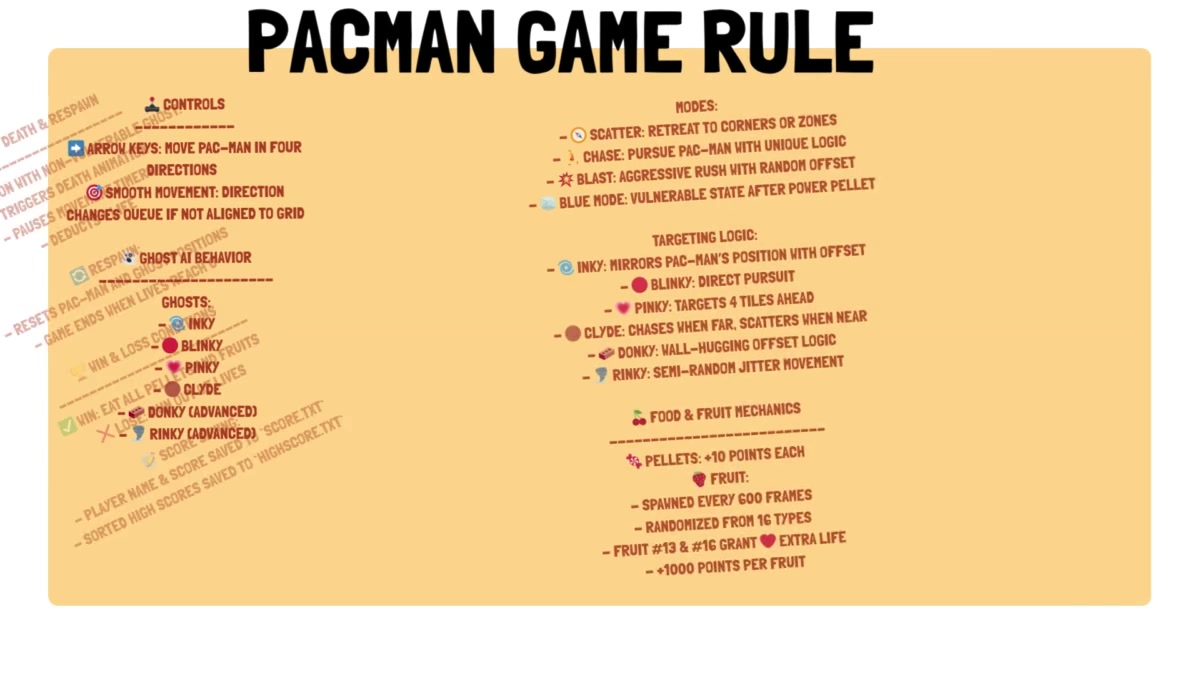 PACMAN GAME RULE
🕹️ CONTROLS
------------
➡️ ARROW KEYS: MOVE PAC-MAN IN FOUR
DIRECTIONS
🎯 SMOOTH MOVEMENT: DIRECTION
CHANGES QUEUE IF NOT ALIGNED TO GRID
👻 GHOST AI BEHAVIOR
---------------------
GHOSTS:
- 🌀 INKY
- 🔴 BLINKY
- 💗 PINKY
- 🟤 CLYDE
- 🧱 DONKY (ADVANCED)
- 🌪️ RINKY (ADVANCED)
MODES:
- 🧭 SCATTER: RETREAT TO CORNERS OR ZONES
- 🏃 CHASE: PURSUE PAC-MAN WITH UNIQUE LOGIC
- 💥 BLAST: AGGRESSIVE RUSH WITH RANDOM OFFSET
- 🧊 BLUE MODE: VULNERABLE STATE AFTER POWER PELLET
TARGETING LOGIC:
- 🌀 INKY: MIRRORS PAC-MAN'S POSITION WITH OFFSET
- 🔴 BLINKY: DIRECT PURSUIT
- 💗 PINKY: TARGETS 4 TILES AHEAD
- 🟤 CLYDE: CHASES WHEN FAR, SCATTERS WHEN NEAR
- 🧱 DONKY: WALL-HUGGING OFFSET LOGIC
- 🌪️ RINKY: SEMI-RANDOM JITTER MOVEMENT
🍒 FOOD & FRUIT MECHANICS
--------------------------
🍬 PELLETS: +10 POINTS EACH
🍓 FRUIT:
- SPAWNED EVERY 600 FRAMES
- RANDOMIZED FROM 16 TYPES
- FRUIT #13 & #16 GRANT ❤️ EXTRA LIFE
- +1000 POINTS PER FRUIT
DEATH & RESPAWN
ON WITH NON-VULNERABLE GHOST:
TRIGGERS DEATH ANIMATION
- PAUSES MOVEMENT TIMER
- DEDUCTS LIFE
🔄 RESPAWN:
- RESETS PAC-MAN AND GHOST POSITIONS
- GAME ENDS WHEN LIVES REACH 0
🏆 WIN & LOSS CONDITIONS
✅ WIN: EAT ALL PELLETS AND FRUITS
❌ LOSE: RUN OUT OF LIVES
SCORE
- PLAYER NAME & SCORE SAVED TO `SCORE.TXT`
- SORTED HIGH SCORES SAVED TO `HIGHSCORE.TXT`